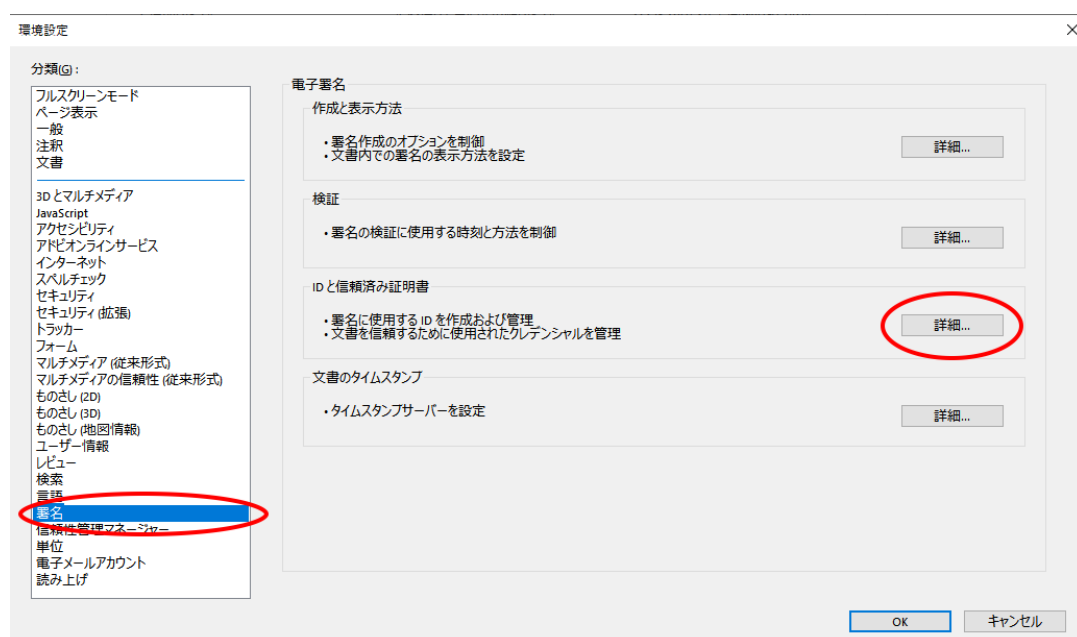 環境設定
分類(G) :
フルスクリーンモード
ページ表示
一般
注釈
文書
3D とマルチメディア
JavaScript
アクセシビリティ
アドビオンラインサービス
インターネット
スペルチェック
セキュリティ
セキュリティ (拡張)
トラッカー
フォーム
マルチメディア (従来形式)
マルチメディアの信頼性 (従来形式)
ものさし (2D)
ものさし (3D)
ものさし (地図情報)
ユーザー情報
レビュー
検索
言語
署名
信頼性管理マネージャー
単位
電子メールアカウント
読み上げ
電子署名
作成と表示方法
・署名作成のオプションを制御
・文書内での署名の表示方法を設定
詳細...
検証
・署名の検証に使用する時刻と方法を制御
詳細...
ID と信頼済み証明書
・署名に使用する ID を作成および管理
・文書を信頼するために使用されたクレデンシャルを管理
詳細...
文書のタイムスタンプ
・タイムスタンプサーバーを設定
詳細...
OK
キャンセル